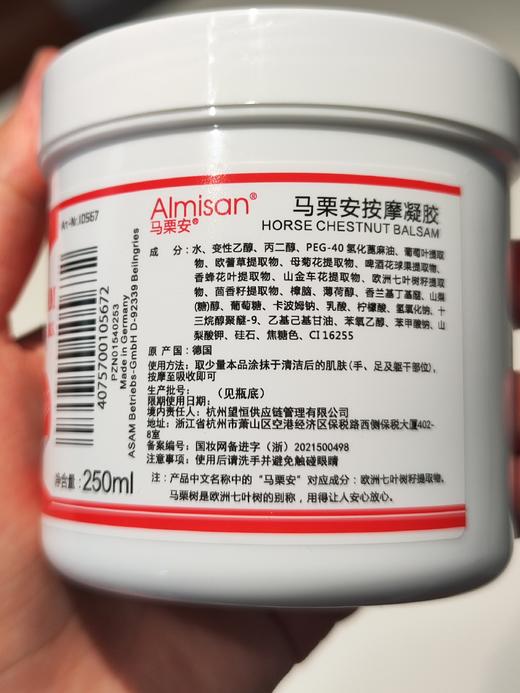 Almisan®
马栗安®
马栗安按摩凝胶
HORSE CHESTNUT BALSAM
成 分：水、变性乙醇、丙二醇、PEG-40氢化蓖麻油、葡萄叶提取
物、欧蕾草提取物、母菊花提取物、啤酒花球果提取物、
香蜂花叶提取物、山金车花提取物、欧洲七叶树籽提取
物、茴香籽提取物、樟脑、薄荷醇、香兰基丁基醚、山梨
(糖)醇、葡萄糖、卡波姆钠、乳酸、柠檬酸、氢氧化钠、十
三烷醇聚醚-9、乙基己基甘油、苯氧乙醇、苯甲酸钠、山
梨酸钾、硅石、焦糖色、CI 16255
原 产 国：德国
使用方法：取少量本品涂抹于清洁后的肌肤(手、足及躯干部位)，
按摩至吸收即可
生产批号：
限期使用日期：（见瓶底）
境内责任人：杭州望恒供应链管理有限公司
地址：浙江省杭州市萧山区空港经济区保税路西侧保税大厦402-
8室
备案编号：国妆网备进字（浙）2021500498
注意事项：使用后请洗手并避免触碰眼睛
注：产品中文名称中的“马栗安”对应成分：欧洲七叶树籽提取物。
马栗树是欧洲七叶树的别称，用得让人安心放心。
Art-Nr.10567
4075700105672
PZN01540253
Made in Germany
ASAM Betriebs-GmbH D-92339 Beilngries
净含量：250ml